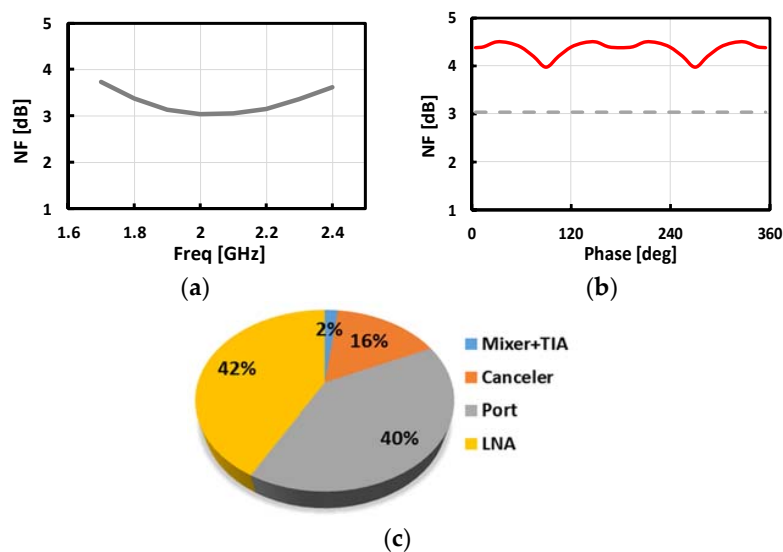 5
4
3
2
1
NF [dB]
1.6 1.8 2 2.2 2.4
Freq [GHz]
(a)
5
4
3
2
1
NF [dB]
0 120 240 360
Phase [deg]
(b)
2%
16%
42%
40%
Mixer+TIA
Canceler
Port
LNA
(c)